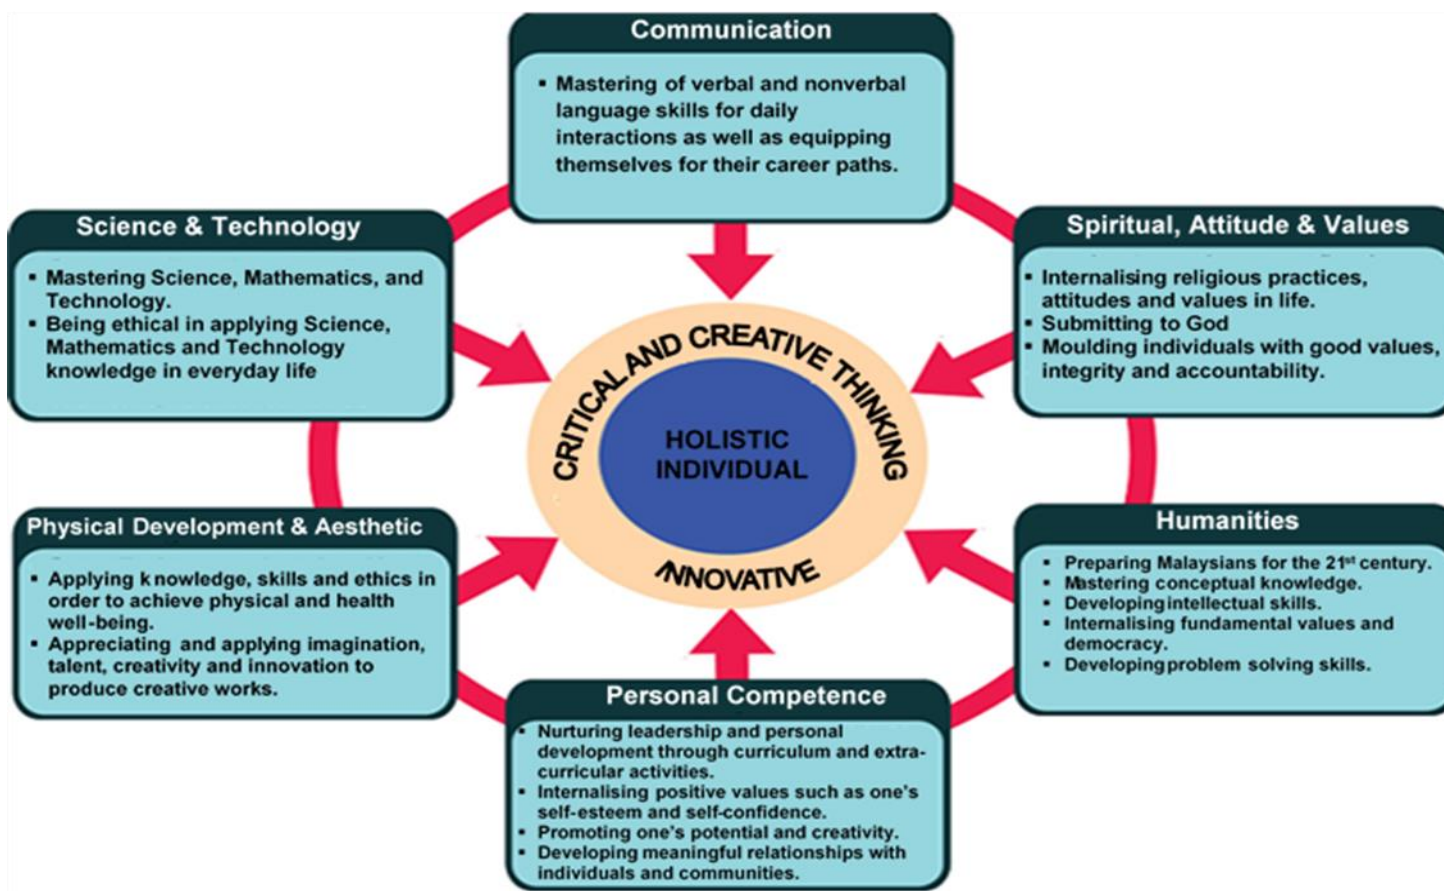 Communication
▪ Mastering of verbal and nonverbal
language skills for daily
interactions as well as equipping
themselves for their career paths.
Science & Technology
▪ Mastering Science, Mathematics, and
Technology.
▪ Being ethical in applying Science,
Mathematics and Technology
knowledge in everyday life
Spiritual, Attitude & Values
▪ Internalising religious practices,
attitudes and values in life.
▪ Submitting to God
▪ Moulding individuals with good values,
integrity and accountability.
CRITICAL AND CREATIVE THINKING
HOLISTIC
INDIVIDUAL
INNOVATIVE
Physical Development & Aesthetic
▪ Applying knowledge, skills and ethics in
order to achieve physical and health
well-being.
▪ Appreciating and applying imagination,
talent, creativity and innovation to
produce creative works.
Humanities
▪ Preparing Malaysians for the 21st century.
▪ Mastering conceptual knowledge.
▪ Developing intellectual skills.
▪ Internalising fundamental values and
democracy.
▪ Developing problem solving skills.
Personal Competence
▪ Nurturing leadership and personal
development through curriculum and extra-
curricular activities.
▪ Internalising positive values such as one's
self-esteem and self-confidence.
▪ Promoting one's potential and creativity.
▪ Developing meaningful relationships with
individuals and communities.